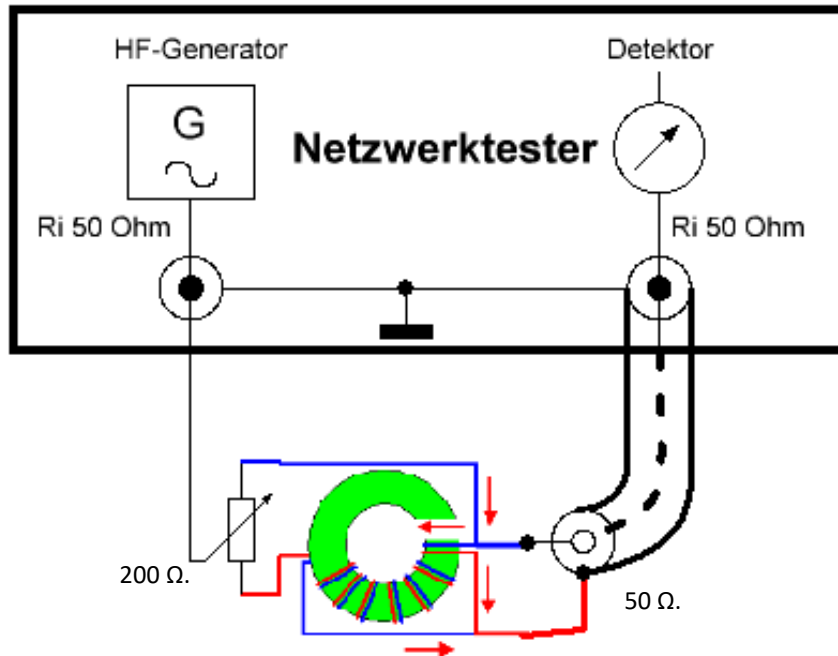 HF-Generator
Detektor
G
Netzwerktester
Ri 50 Ohm
Ri 50 Ohm
200 Ω.
50 Ω.